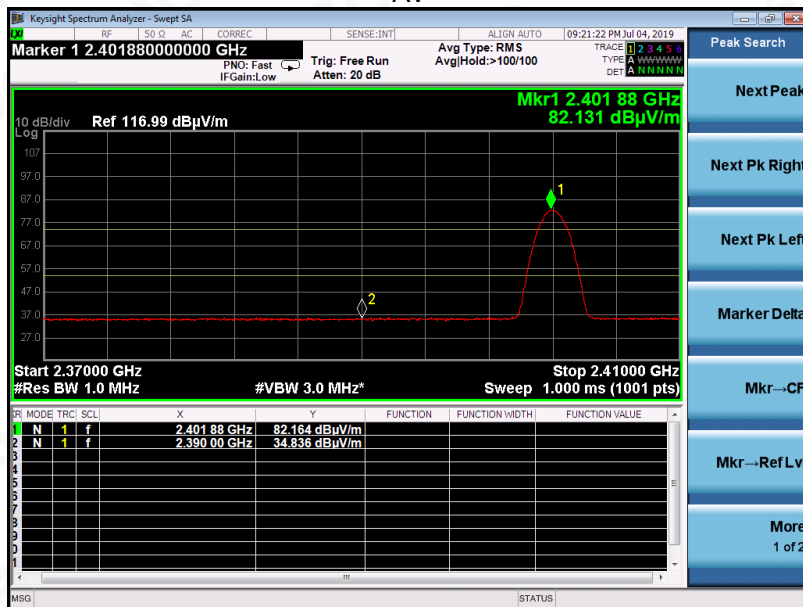 Keysight Spectrum Analyzer - Swept SA
LXI RF 50 Ω AC CORREC SENSE:INT ALIGN AUTO 09:21:22 PM Jul 04, 2019
Marker 1 2.401880000000 GHz
PNO: Fast
IFGain:Low
Trig: Free Run
Atten: 20 dB
Avg Type: RMS
Avg|Hold:>100/100
TRACE 1 2 3 4 5 6
TYPE A WWWWW
DET A N N N N N
Peak Search
Mkr1 2.401 88 GHz
10 dB/div Ref 116.99 dBµV/m 82.131 dBµV/m
Log
107
97.0
87.0
77.0
67.0
57.0
47.0
37.0
27.0
1
2
Start 2.37000 GHz Stop 2.41000 GHz
#Res BW 1.0 MHz #VBW 3.0 MHz* Sweep 1.000 ms (1001 pts)
MODE TRC SCL X Y FUNCTION FUNCTION WIDTH FUNCTION VALUE
1 N 1 f 2.401 88 GHz 82.164 dBµV/m
2 N 1 f 2.390 00 GHz 34.836 dBµV/m
3
4
5
6
7
8
9
0
1
Next Peak
Next Pk Right
Next Pk Left
Marker Delta
Mkr→CF
Mkr→Ref Lv
More
1 of 2
MSG STATUS